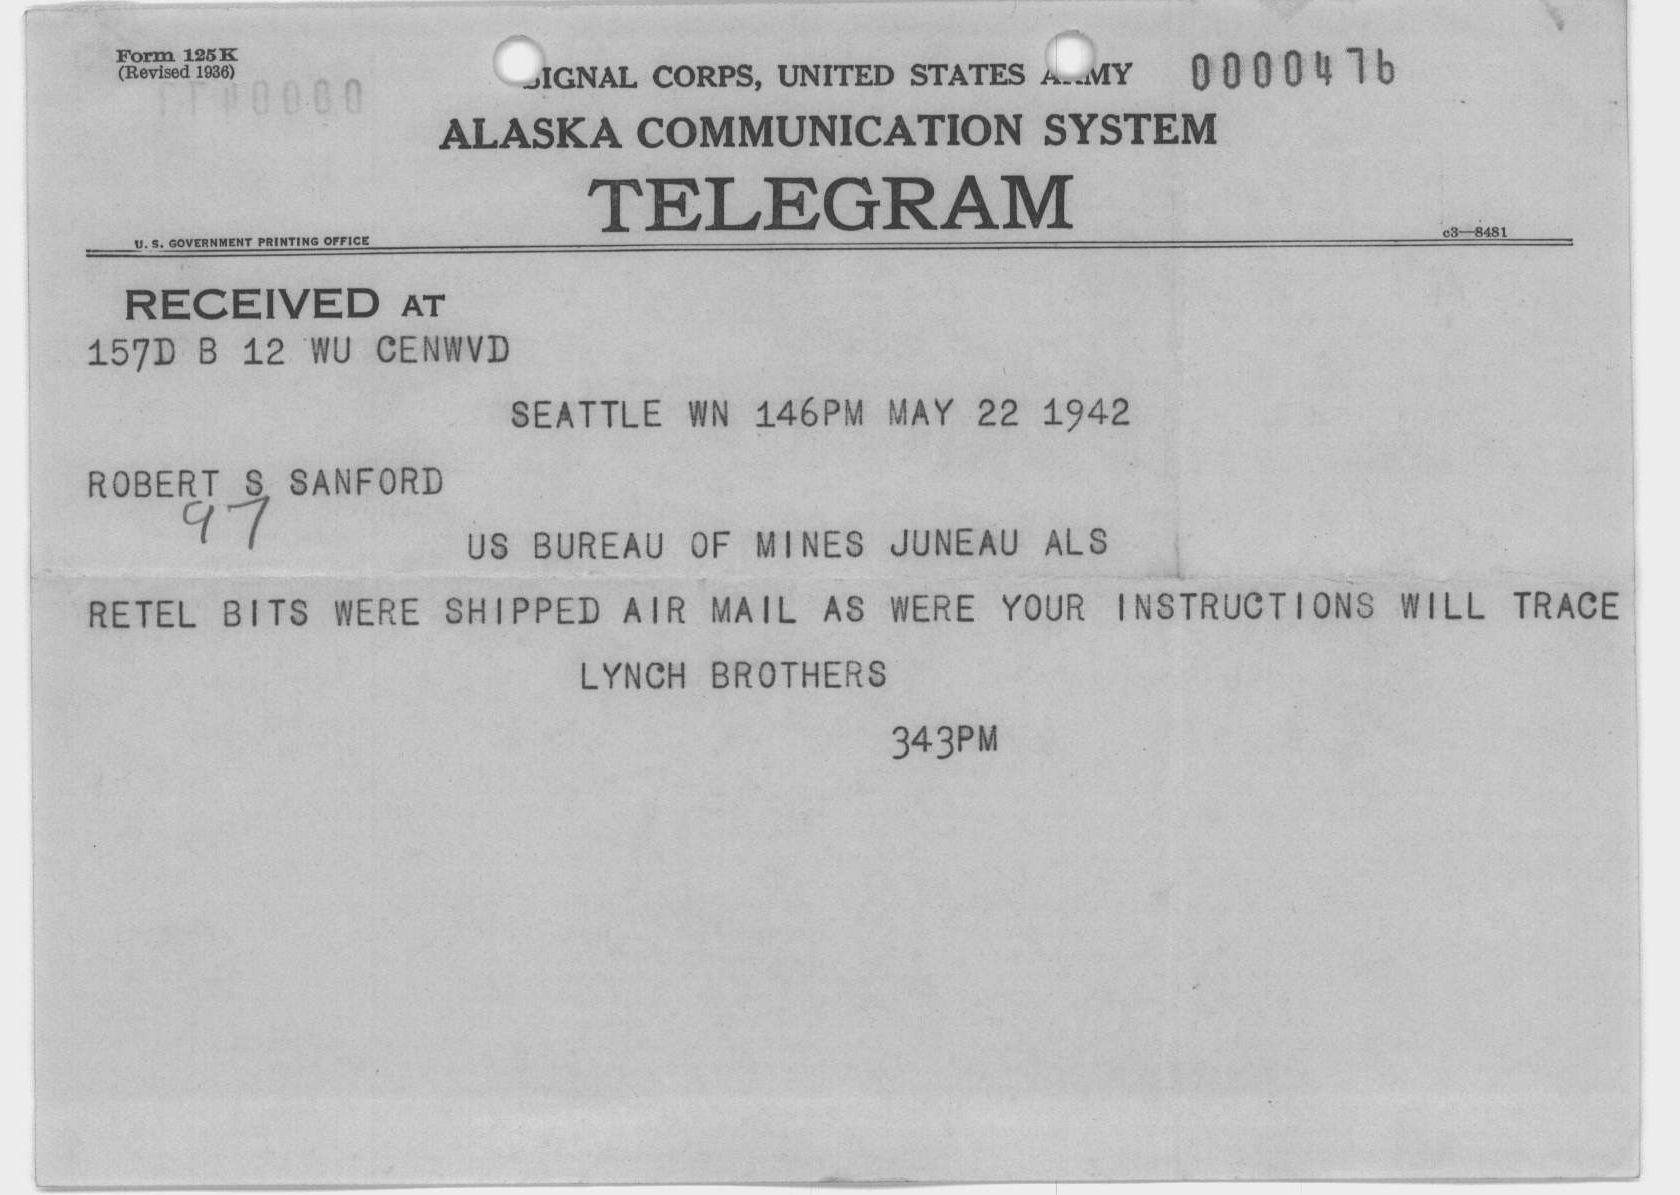 Form 125K
(Revised 1936)
SIGNAL CORPS, UNITED STATES ARMY 0000476
ALASKA COMMUNICATION SYSTEM
TELEGRAM
U. S. GOVERNMENT PRINTING OFFICE c3—8481
RECEIVED AT
157D B 12 WU CENWVD
SEATTLE WN 146PM MAY 22 1942
ROBERT S SANFORD
97
US BUREAU OF MINES JUNEAU ALS
RETEL BITS WERE SHIPPED AIR MAIL AS WERE YOUR INSTRUCTIONS WILL TRACE
LYNCH BROTHERS
343PM